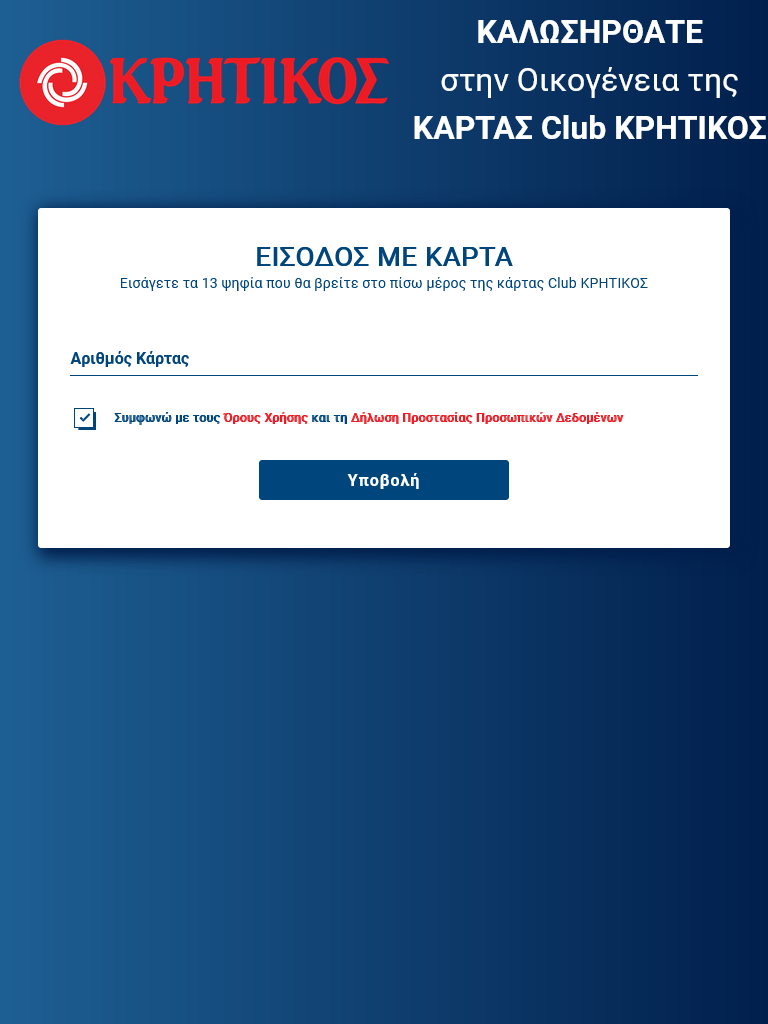 ΚΡΗΤΙΚΟΣ
ΚΑΛΩΣΗΡΘΑΤΕ
στην Οικογένεια της
ΚΑΡΤΑΣ Club ΚΡΗΤΙΚΟΣ
ΕΙΣΟΔΟΣ ΜΕ ΚΑΡΤΑ
Εισάγετε τα 13 ψηφία που θα βρείτε στο πίσω μέρος της κάρτας Club ΚΡΗΤΙΚΟΣ
Αριθμός Κάρτας
Συμφωνώ με τους Όρους Χρήσης και τη Δήλωση Προστασίας Προσωπικών Δεδομένων
Υποβολή